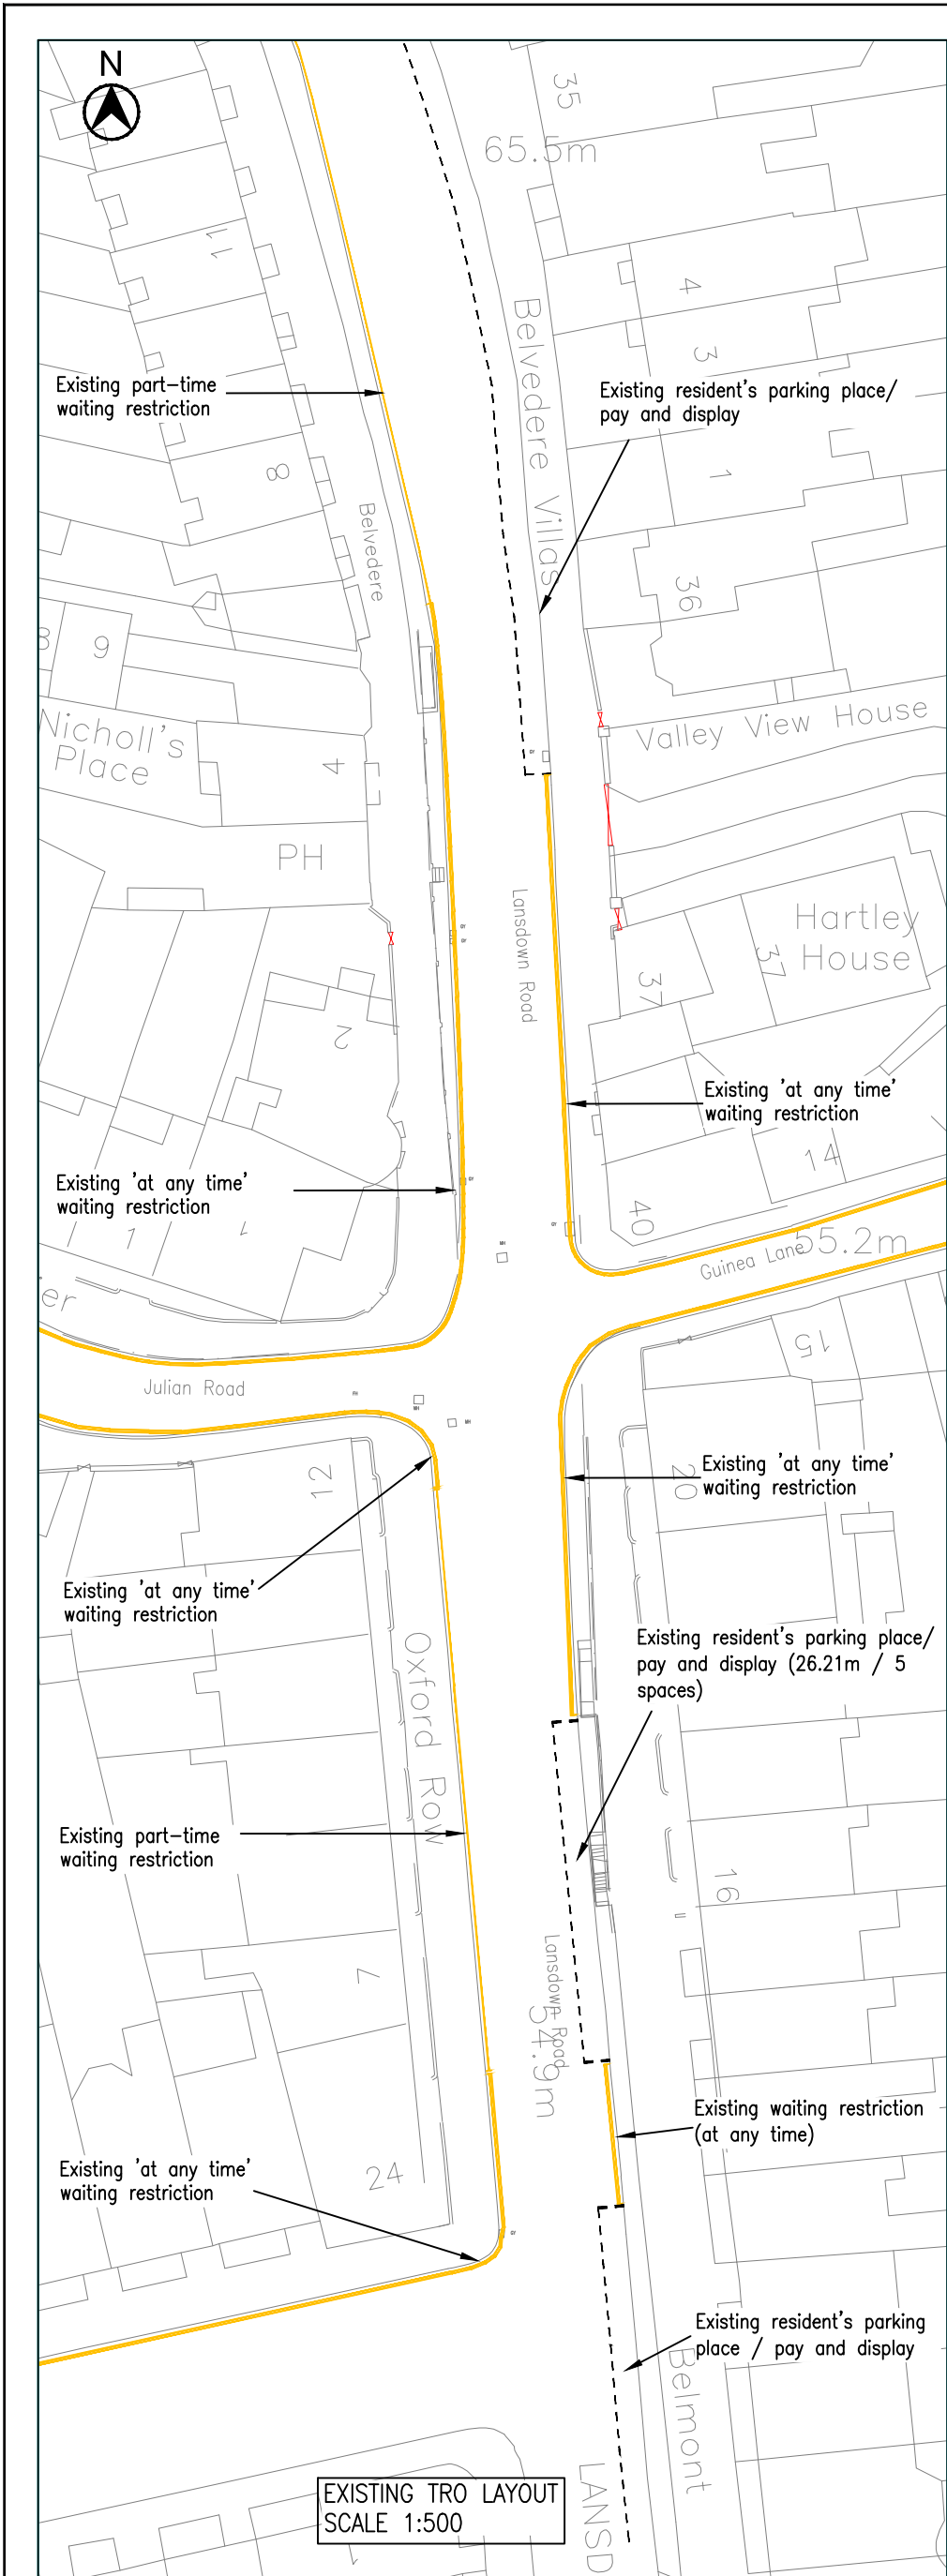 N
35
65.5m
11
4
3
Existing part-time
waiting restriction
Existing resident's parking place/
pay and display
Belvedere Villas
8
1
Belvedere
36
8
9
Nicholl's
Place
4
Valley View House
PH
Lansdown Road
Hartley
House
37
37
2
Existing 'at any time'
waiting restriction
14
Existing 'at any time'
waiting restriction
1
1
40
Guinea Lane
55.2m
er
15
Julian Road
12
20
Existing 'at any time'
waiting restriction
Existing 'at any time'
waiting restriction
Oxford Row
Existing resident's parking place/
pay and display (26.21m / 5
spaces)
Existing part-time
waiting restriction
16
7
Lansdown Road
54.9m
Existing waiting restriction
(at any time)
Existing 'at any time'
waiting restriction
24
Existing resident's parking
place / pay and display
Belmont
LANSD
EXISTING TRO LAYOUT
SCALE 1:500